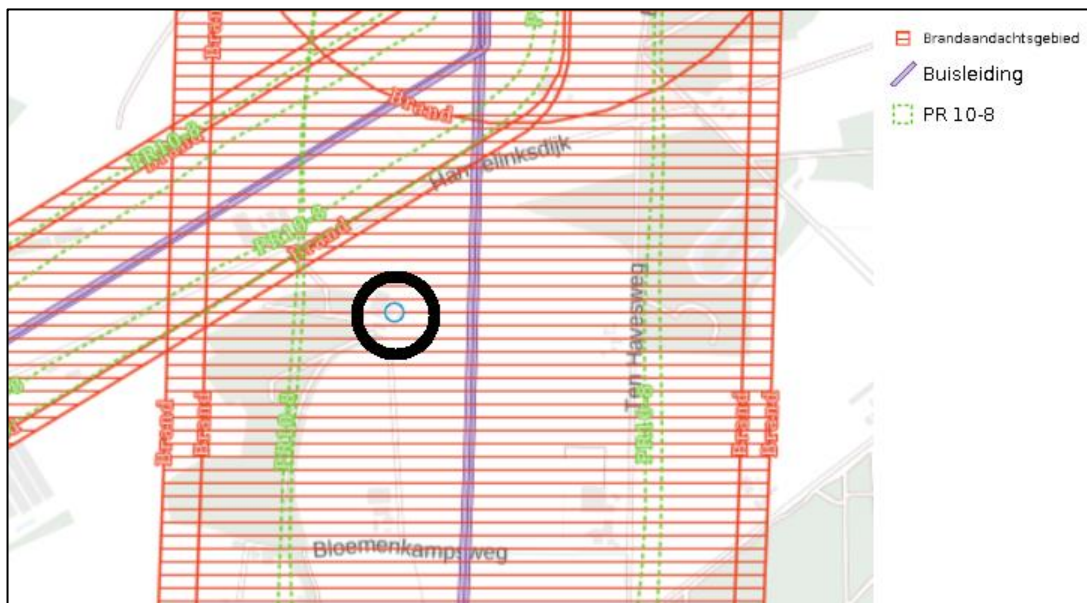 Brand
Brandaandachtsgebied
Buisleiding
PR 10-8
Brand
PR10-8
Hammelinksdijk
PR10-8
Brand
Ten Havesweg
Brand
Brand
PR10-8
PR10-8
Brand
Brand
Bloemenkampsweg